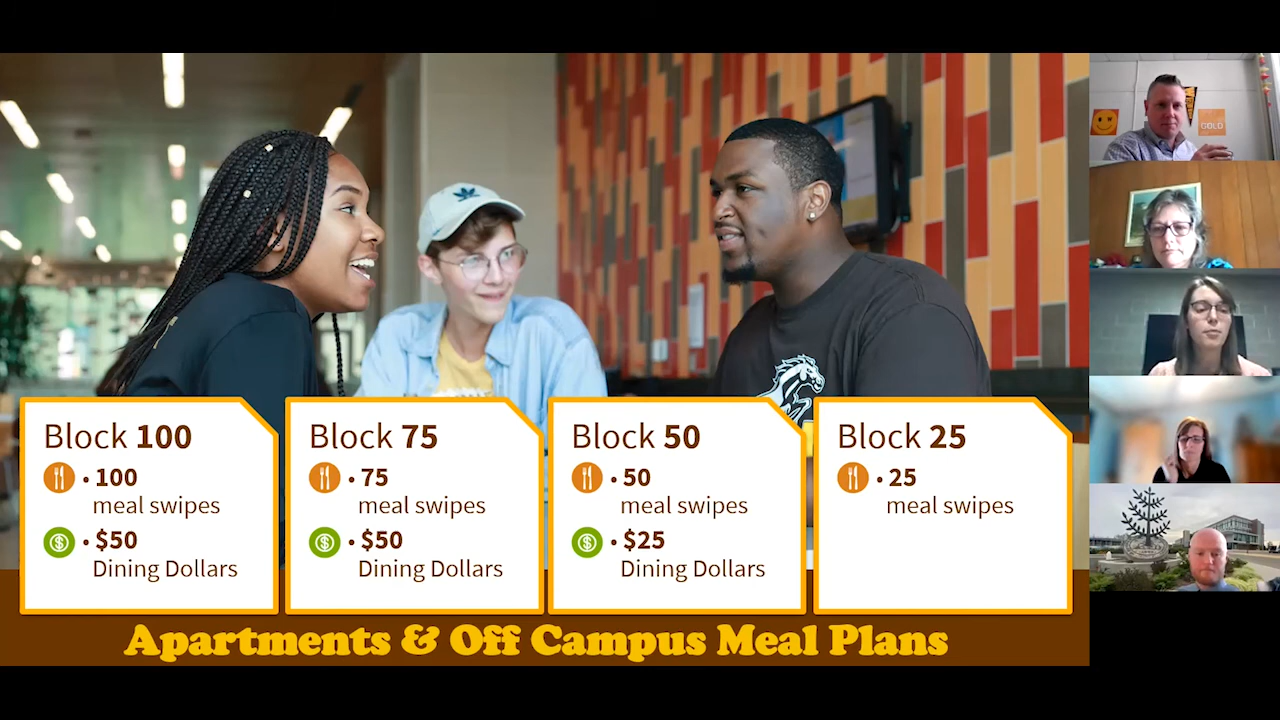 GOLD
Block 100
• 100
meal swipes
• $50
Dining Dollars
Block 75
• 75
meal swipes
• $50
Dining Dollars
Block 50
• 50
meal swipes
• $25
Dining Dollars
Block 25
• 25
meal swipes
Apartments & Off Campus Meal Plans